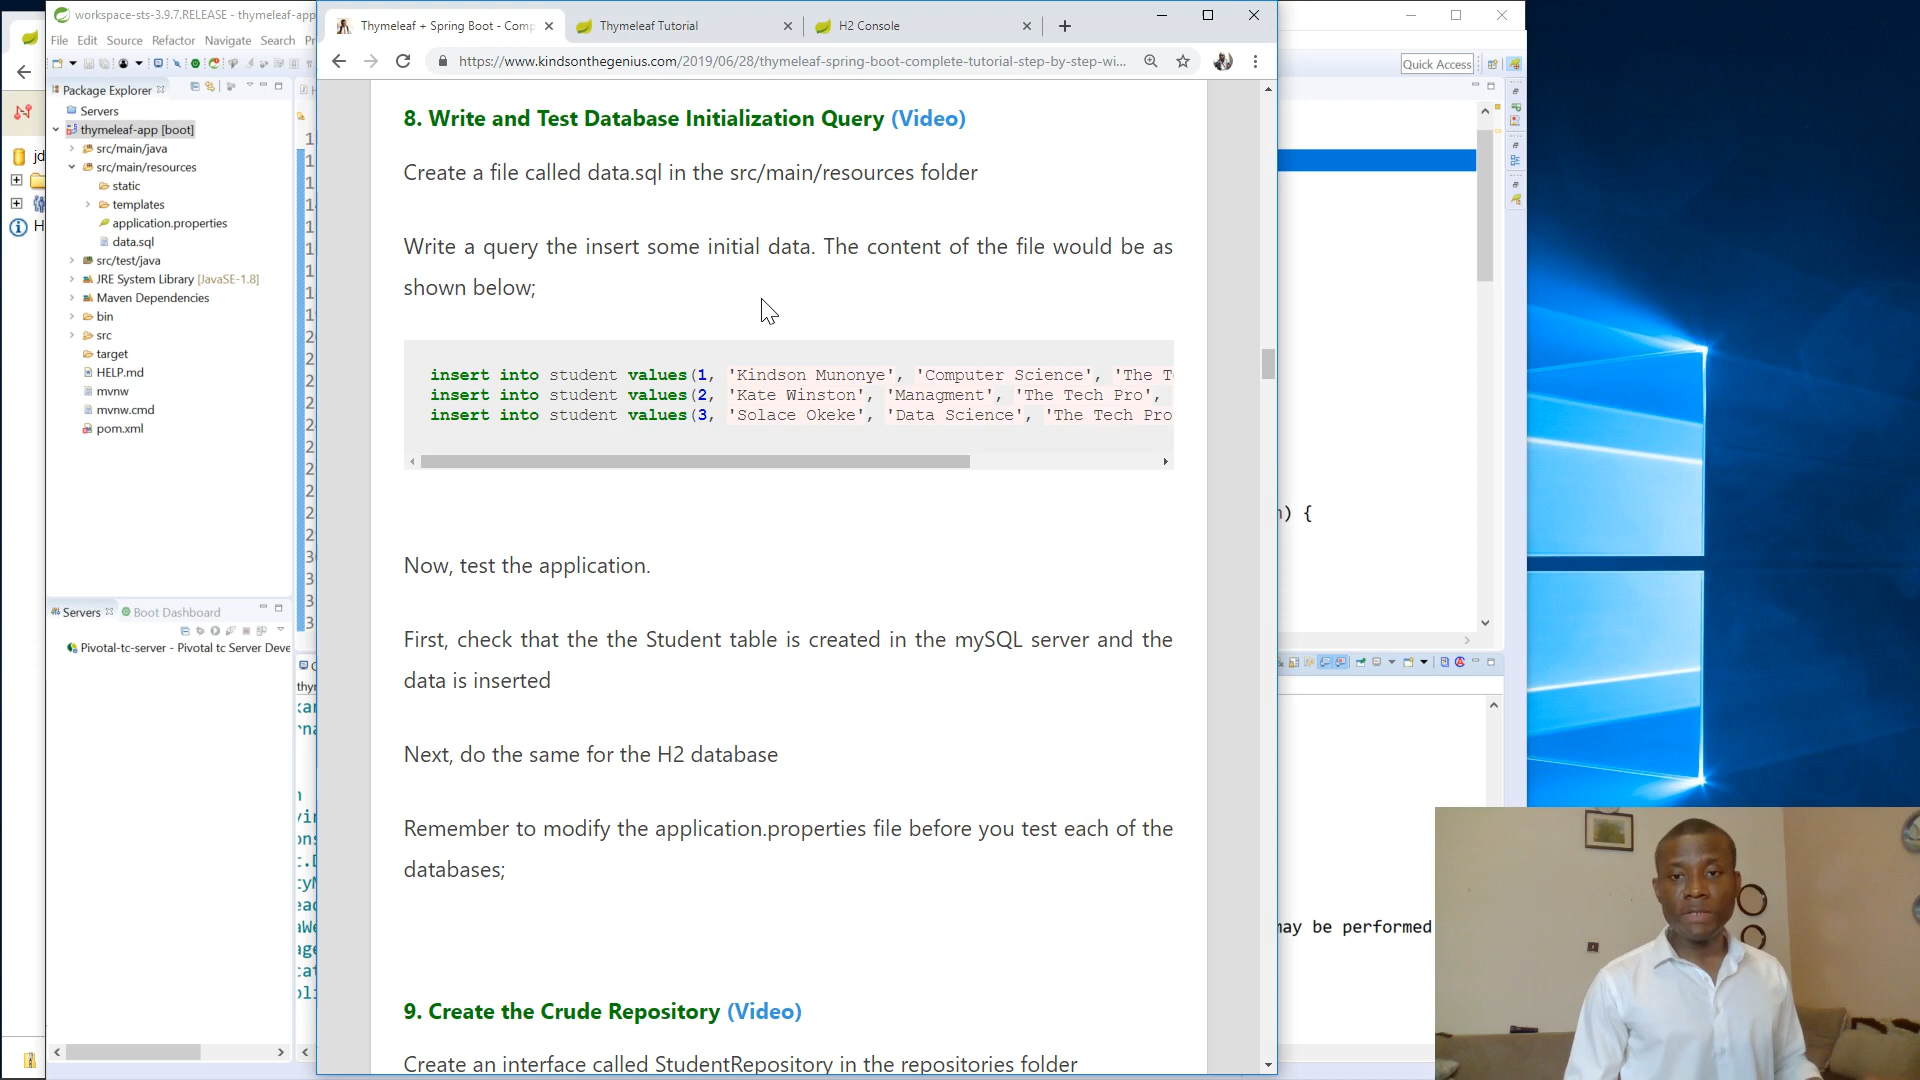 workspace-sts-3.9.7.RELEASE - thymeleaf-app
File Edit Source Refactor Navigate Search
Package Explorer
Servers
thymeleaf-app [boot]
src/main/java
src/main/resources
static
templates
application.properties
data.sql
src/test/java
JRE System Library [JavaSE-1.8]
Maven Dependencies
bin
src
target
HELP.md
mvnw
mvnw.cmd
pom.xml
Servers Boot Dashboard
Pivotal-tc-server - Pivotal tc Server Deve
Thymeleaf + Spring Boot - Comp
Thymeleaf Tutorial
H2 Console
https://www.kindsonthegenius.com/2019/06/28/thymeleaf-spring-boot-complete-tutorial-step-by-step-wi...
8. Write and Test Database Initialization Query (Video)
Create a file called data.sql in the src/main/resources folder
Write a query the insert some initial data. The content of the file would be as
shown below;
insert into student values(1, 'Kindson Munonye', 'Computer Science', 'The T
insert into student values(2, 'Kate Winston', 'Managment', 'The Tech Pro',
insert into student values(3, 'Solace Okeke', 'Data Science', 'The Tech Pro
Now, test the application.
First, check that the the Student table is created in the mySQL server and the
data is inserted
Next, do the same for the H2 database
Remember to modify the application.properties file before you test each of the
databases;
9. Create the Crude Repository (Video)
Create an interface called StudentRepository in the repositories folder
Quick Access
) {
may be performed